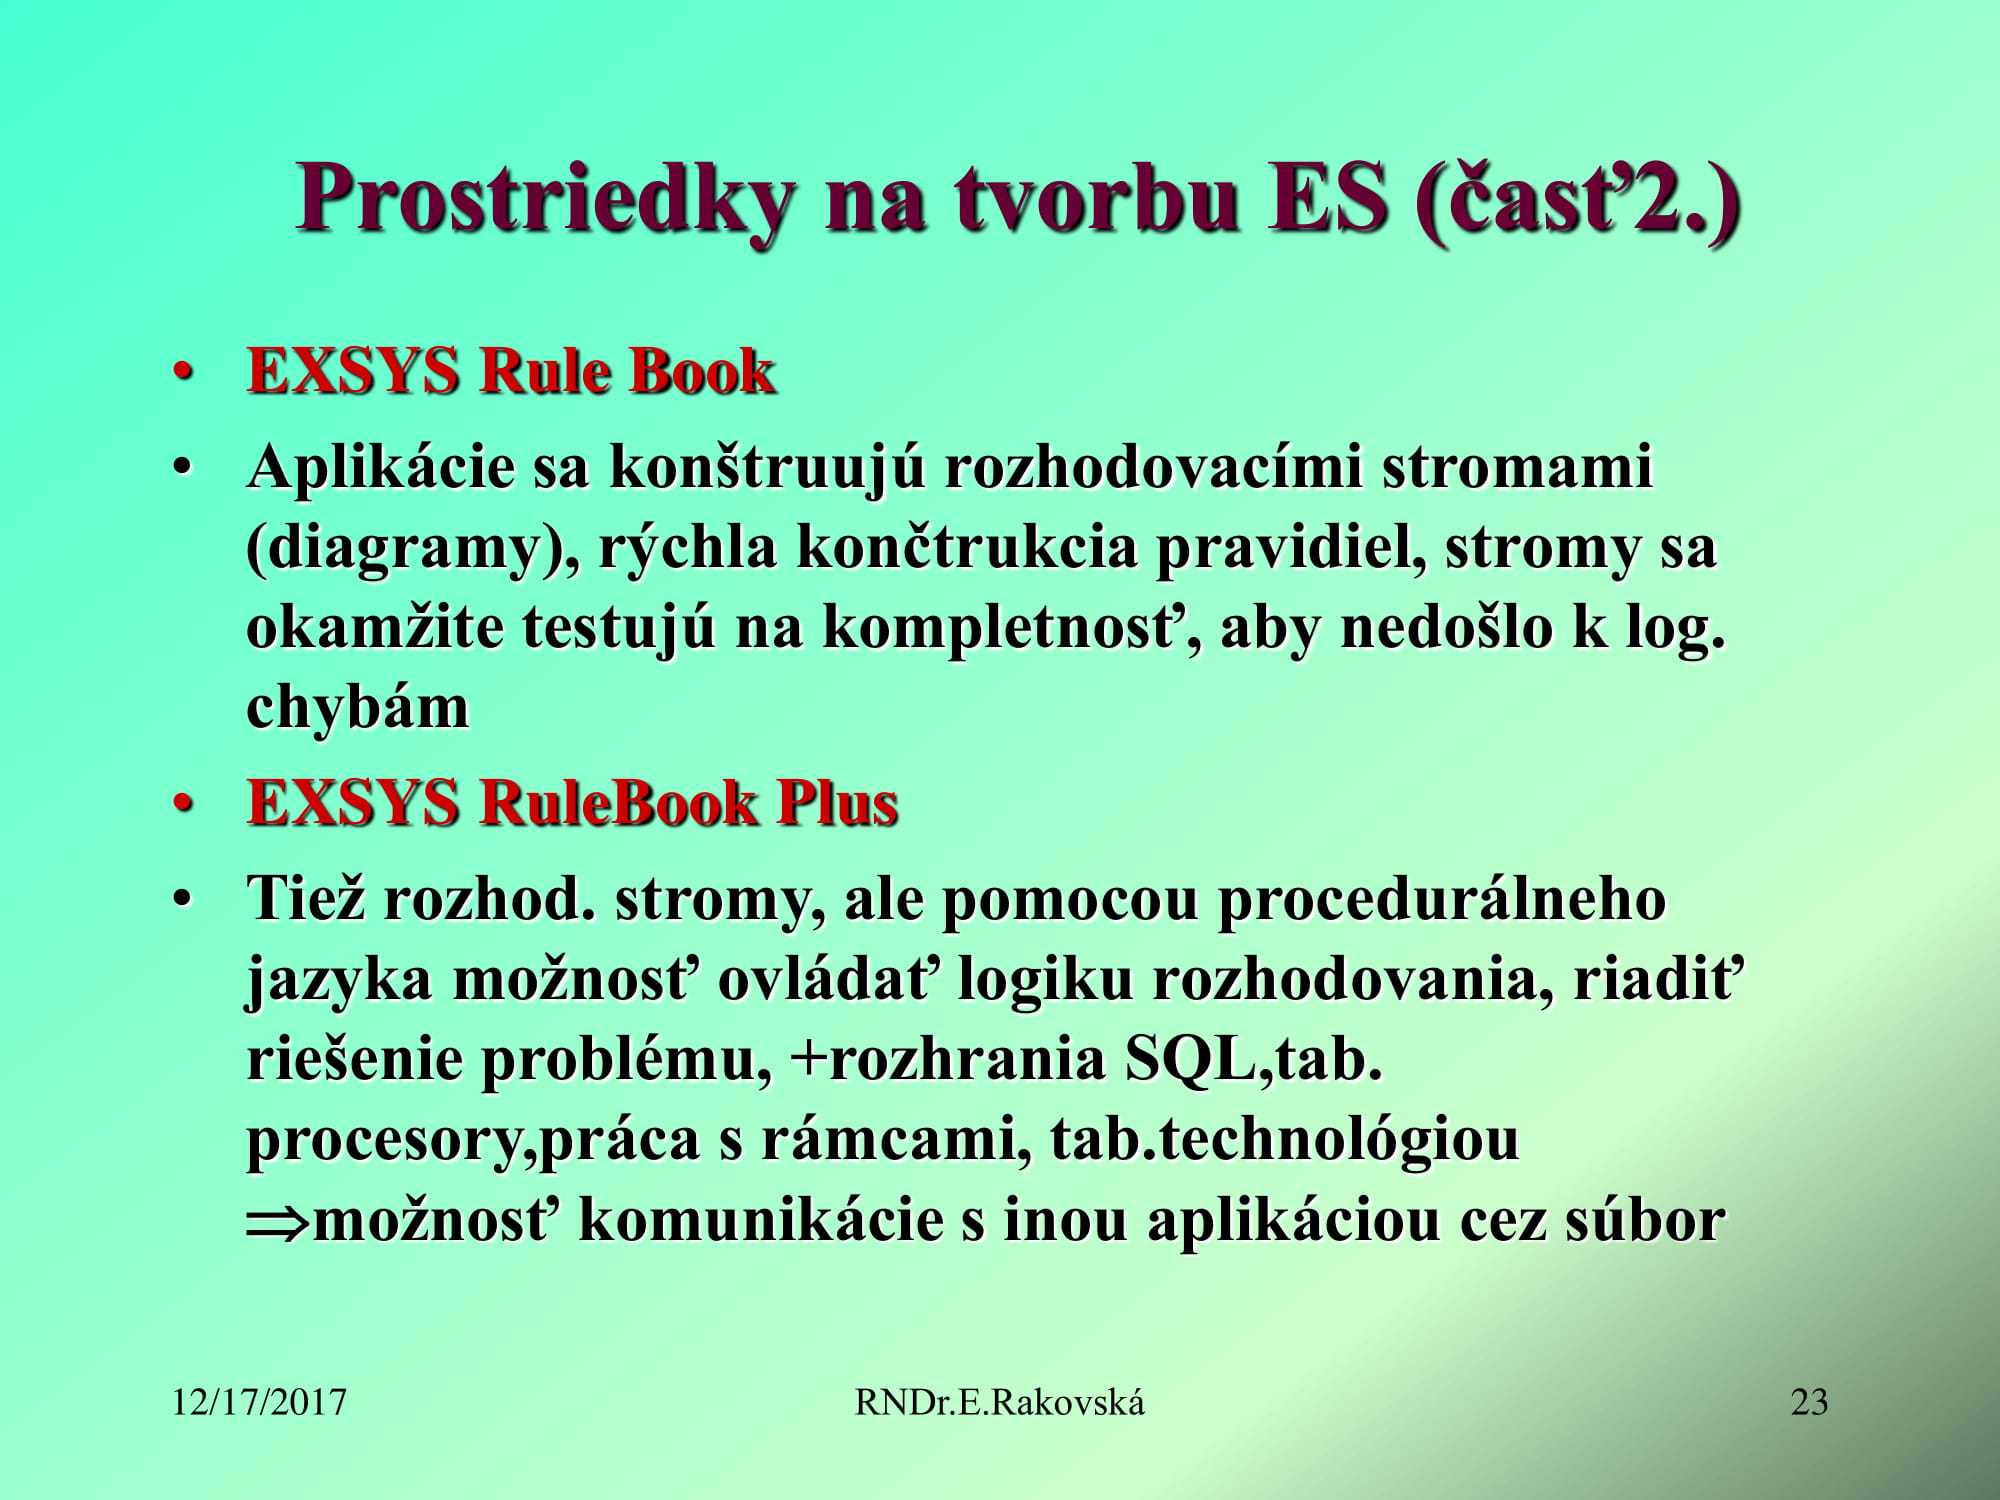 Prostriedky na tvorbu ES (časť2.)
• EXSYS Rule Book
• Aplikácie sa konštruujú rozhodovacími stromami
(diagramy), rýchla končtrukcia pravidiel, stromy sa
okamžite testujú na kompletnosť, aby nedošlo k log.
chybám
• EXSYS RuleBook Plus
• Tiež rozhod. stromy, ale pomocou procedurálneho
jazyka možnosť ovládať logiku rozhodovania, riadiť
riešenie problému, +rozhrania SQL,tab.
procesory,práca s rámcami, tab.technológiou
⇒možnosť komunikácie s inou aplikáciou cez súbor
12/17/2017 RNDr.E.Rakovská 23